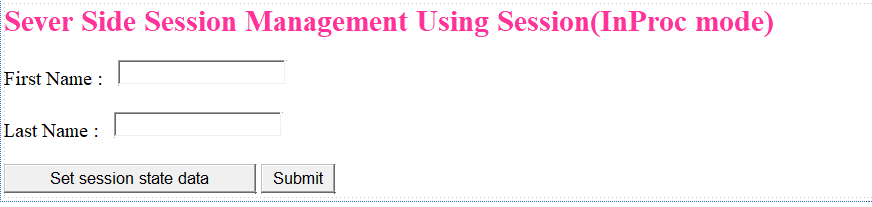 Sever Side Session Management Using Session(InProc mode)
First Name :
Last Name :
Set session state data Submit